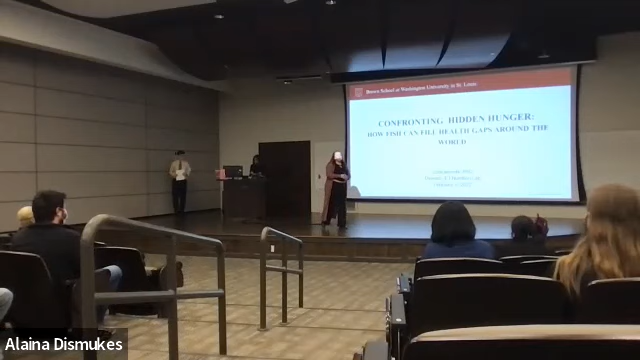 Brown School at Washington University in St. Louis
CONFRONTING HIDDEN HUNGER:
HOW FISH CAN FILL HEALTH GAPS AROUND THE
WORLD
Alaina Dismukes